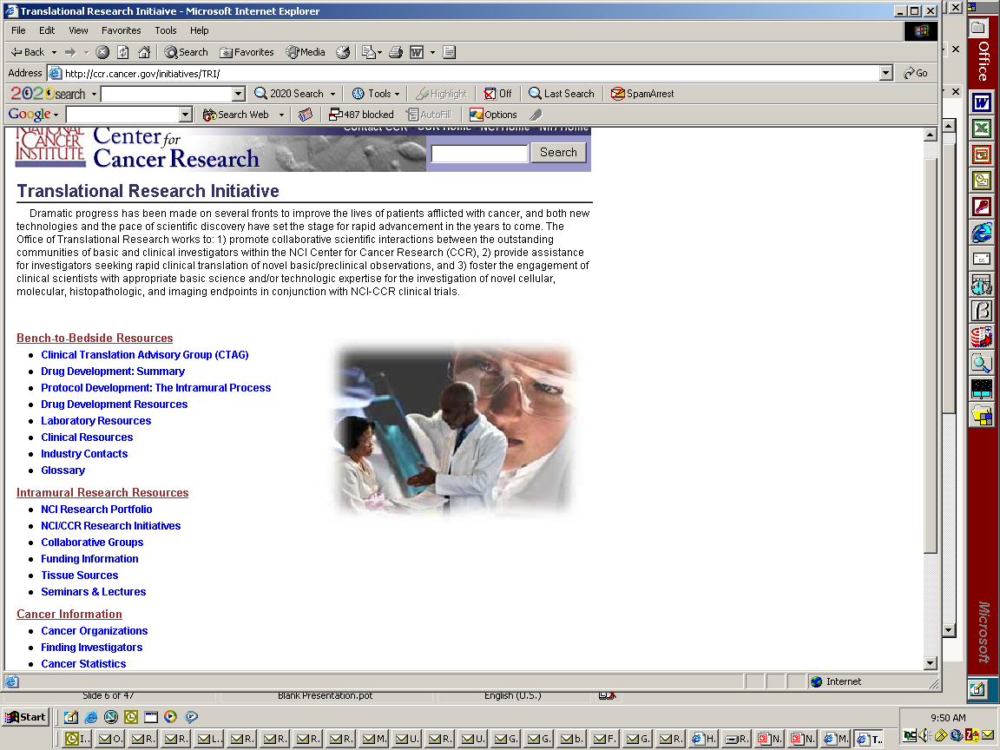 Translational Research Initiaive - Microsoft Internet Explorer
File Edit View Favorites Tools Help
Back Search Favorites Media
Address http://ccr.cancer.gov/initiatives/TRI/ Go
2020search 2020 Search Tools Highlight Off Last Search SpamArrest
Google Search Web 487 blocked AutoFill Options
Contact CCR CCR Home NCI Home NIH Home
NATIONAL CANCER INSTITUTE
Center for
Cancer Research
Search
Translational Research Initiative
Dramatic progress has been made on several fronts to improve the lives of patients afflicted with cancer, and both new
technologies and the pace of scientific discovery have set the stage for rapid advancement in the years to come. The
Office of Translational Research works to: 1) promote collaborative scientific interactions between the outstanding
communities of basic and clinical investigators within the NCI Center for Cancer Research (CCR), 2) provide assistance
for investigators seeking rapid clinical translation of novel basic/preclinical observations, and 3) foster the engagement of
clinical scientists with appropriate basic science and/or technologic expertise for the investigation of novel cellular,
molecular, histopathologic, and imaging endpoints in conjunction with NCI-CCR clinical trials.
Bench-to-Bedside Resources
Clinical Translation Advisory Group (CTAG)
Drug Development: Summary
Protocol Development: The Intramural Process
Drug Development Resources
Laboratory Resources
Clinical Resources
Industry Contacts
Glossary
Intramural Research Resources
NCI Research Portfolio
NCI/CCR Research Initiatives
Collaborative Groups
Funding Information
Tissue Sources
Seminars & Lectures
Cancer Information
Cancer Organizations
Finding Investigators
Cancer Statistics
Internet
Slide 6 of 47 Blank Presentation.pot English (U.S.)
Start 9:50 AM
I.. O.. R.. R.. L.. R.. R.. R.. R.. M.. U.. R.. U.. G.. G.. b.. F.. G.. R.. H.. R.. N.. N.. M.. T..
Office
Microsoft